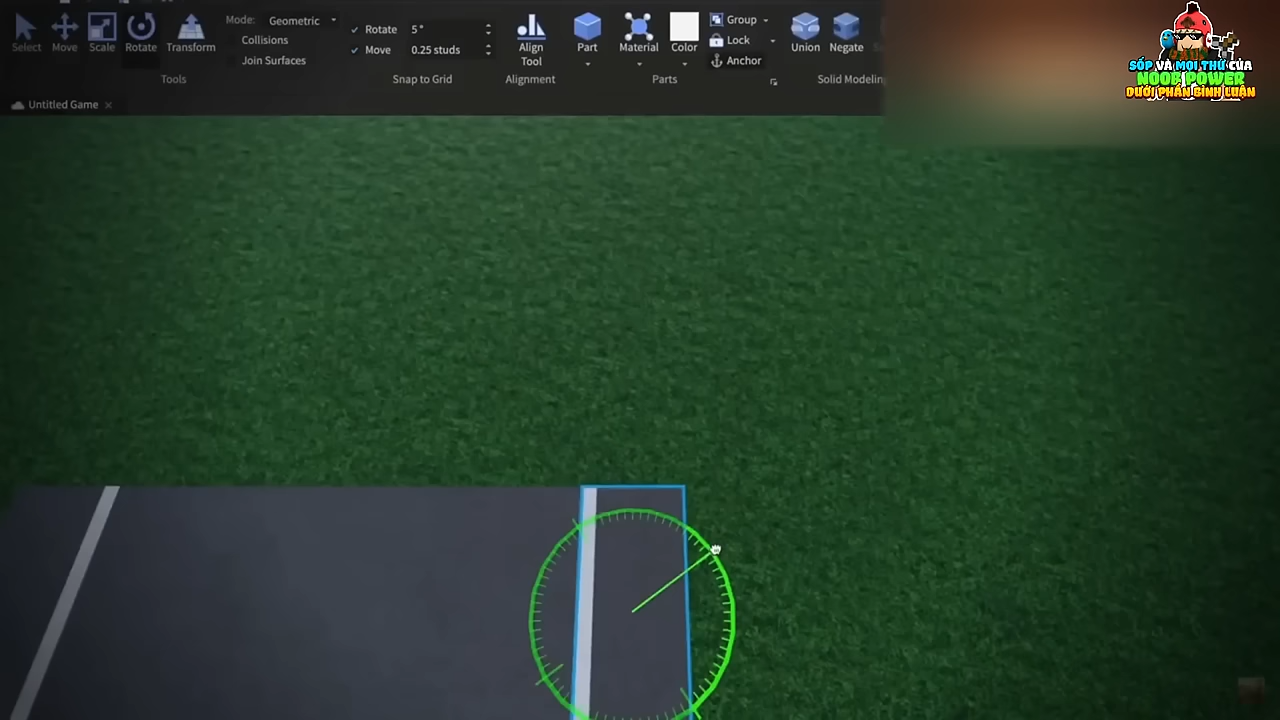 Select
Move
Scale
Rotate
Transform
Mode: Geometric
Collisions
Join Surfaces
Tools
Rotate 5°
Move 0.25 studs
Snap to Grid
Align
Tool
Alignment
Part
Material
Color
Group
Lock
Anchor
Parts
Union
Negate
Solid Modeling
Untitled Game
SỐP VÀ MỌI THỨ CỦA
NOOB POWER
DƯỚI PHẦN BÌNH LUẬN